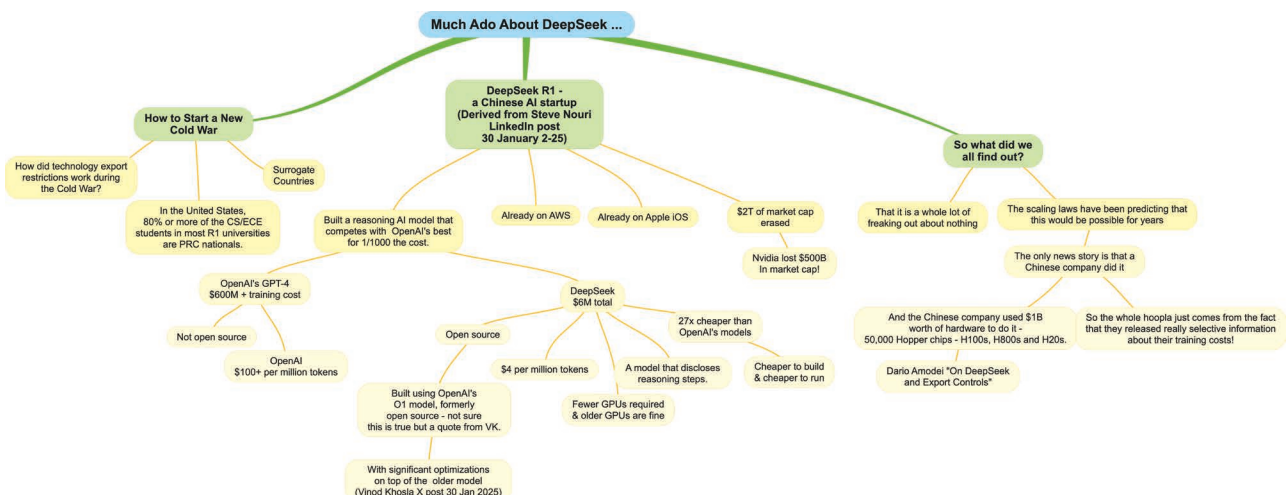 Much Ado About DeepSeek ...
How to Start a New
Cold War
How did technology export
restrictions work during
the Cold War?
In the United States,
80% or more of the CS/ECE
students in most R1 universities
are PRC nationals.
Surrogate
Countries
DeepSeek R1 -
a Chinese AI startup
(Derived from Steve Nouri
LinkedIn post
30 January 2-25)
Built a reasoning AI model that
competes with OpenAI's best
for 1/1000 the cost.
OpenAI's GPT-4
$600M + training cost
Not open source
OpenAI
$100+ per million tokens
DeepSeek
$6M total
Open source
Built using OpenAI's
O1 model, formerly
open source - not sure
this is true but a quote from VK.
With significant optimizations
on top of the older model
(Vinod Khosla X post 30 Jan 2025)
$4 per million tokens
Fewer GPUs required
& older GPUs are fine
A model that discloses
reasoning steps.
27x cheaper than
OpenAI's models
Cheaper to build
& cheaper to run
Already on AWS
Already on Apple iOS
$2T of market cap
erased
Nvidia lost $500B
In market cap!
So what did we
all find out?
That it is a whole lot of
freaking out about nothing
The scaling laws have been predicting that
this would be possible for years
The only news story is that a
Chinese company did it
And the Chinese company used $1B
worth of hardware to do it -
50,000 Hopper chips - H100s, H800s and H20s.
Dario Amodei "On DeepSeek
and Export Controls"
So the whole hoopla just comes from the fact
that they released really selective information
about their training costs!